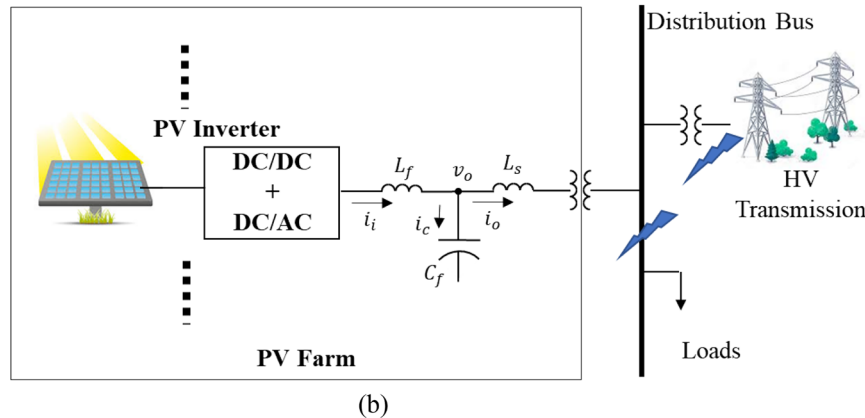 Distribution Bus
PV Inverter
DC/DC
+
DC/AC
L_f
v_o
L_s
i_i
i_c
i_o
C_f
HV
Transmission
Loads
PV Farm
(b)